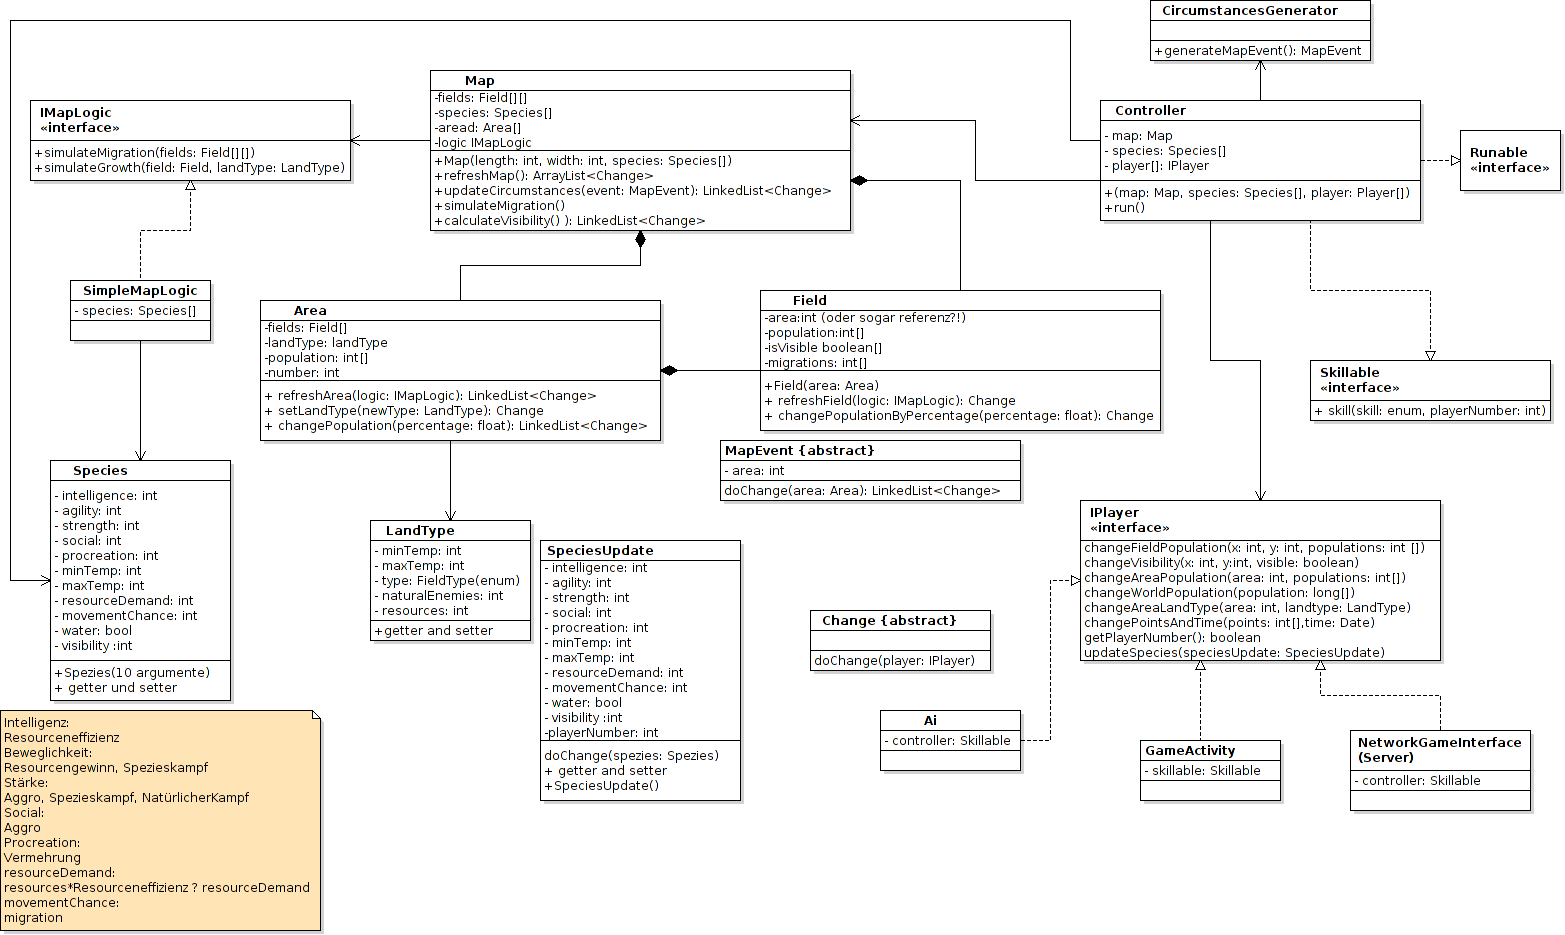 CircumstancesGenerator
+generateMapEvent(): MapEvent
Map
-fields: Field[][]
-species: Species[]
-aread: Area[]
-logic IMapLogic
+Map(length: int, width: int, species: Species[])
+refreshMap(): ArrayList<Change>
+updateCircumstances(event: MapEvent): LinkedList<Change>
+simulateMigration()
+calculateVisibility() ): LinkedList<Change>
IMapLogic
«interface»
+simulateMigration(fields: Field[][])
+simulateGrowth(field: Field, landType: LandType)
Controller
- map: Map
- species: Species[]
- player[]: IPlayer
+(map: Map, species: Species[], player: Player[])
+run()
Runable
«interface»
SimpleMapLogic
- species: Species[]
Area
-fields: Field[]
-landType: landType
-population: int[]
-number: int
+ refreshArea(logic: IMapLogic): LinkedList<Change>
+ setLandType(newType: LandType): Change
+ changePopulation(percentage: float): LinkedList<Change>
Field
-area:int (oder sogar referenz?!)
-population:int[]
-isVisible boolean[]
-migrations: int[]
+Field(area: Area)
+ refreshField(logic: IMapLogic): Change
+ changePopulationByPercentage(percentage: float): Change
Skillable
«interface»
+ skill(skill: enum, playerNumber: int)
MapEvent {abstract}
- area: int
doChange(area: Area): LinkedList<Change>
Species
- intelligence: int
- agility: int
- strength: int
- social: int
- procreation: int
- minTemp: int
- maxTemp: int
- resourceDemand: int
- movementChance: int
- water: bool
- visibility :int
+Spezies(10 argumente)
+ getter und setter
LandType
- minTemp: int
- maxTemp: int
- type: FieldType(enum)
- naturalEnemies: int
- resources: int
+getter and setter
SpeciesUpdate
- intelligence: int
- agility: int
- strength: int
- social: int
- procreation: int
- minTemp: int
- maxTemp: int
- resourceDemand: int
- movementChance: int
- water: bool
- visibility :int
-playerNumber: int
doChange(spezies: Spezies)
+ getter and setter
+SpeciesUpdate()
IPlayer
«interface»
changeFieldPopulation(x: int, y: int, populations: int [])
changeVisibility(x: int, y:int, visible: boolean)
changeAreaPopulation(area: int, populations: int[])
changeWorldPopulation(population: long[])
changeAreaLandType(area: int, landtype: LandType)
changePointsAndTime(points: int[],time: Date)
getPlayerNumber(): boolean
updateSpecies(speciesUpdate: SpeciesUpdate)
Change {abstract}
doChange(player: IPlayer)
Ai
- controller: Skillable
GameActivity
- skillable: Skillable
NetworkGameInterface
(Server)
- controller: Skillable
Intelligenz:
Resourceneffizienz
Beweglichkeit:
Resourcengewinn, Spezieskampf
Stärke:
Aggro, Spezieskampf, NatürlicherKampf
Social:
Aggro
Procreation:
Vermehrung
resourceDemand:
resources*Resourceneffizienz ? resourceDemand
movementChance:
migration